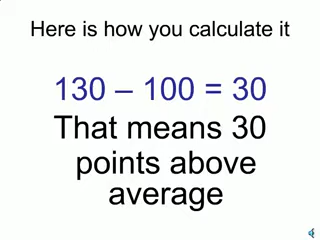 Here is how you calculate it
130 – 100 = 30
That means 30
points above
average